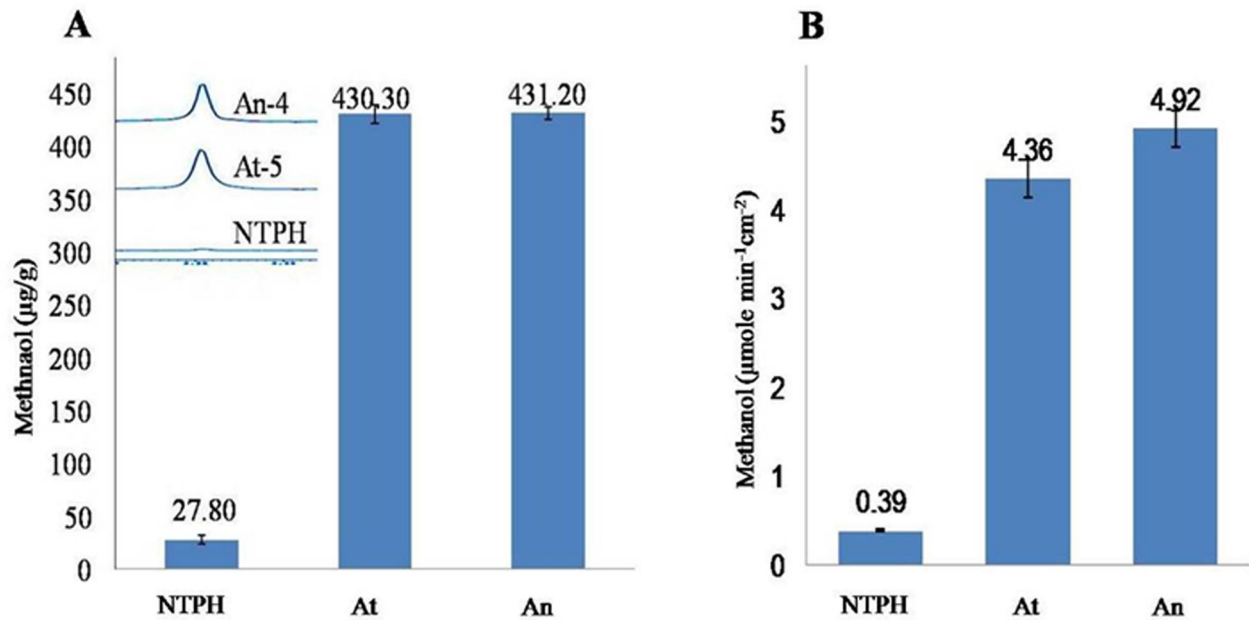 A
Methnaol (µg/g)
450
400
350
300
250
200
150
100
50
0
An-4
At-5
NTPH
27.80
430.30
431.20
NTPH At An
B
Methanol (µmole min⁻¹cm⁻²)
5
4
3
2
1
0
0.39
4.36
4.92
NTPH At An